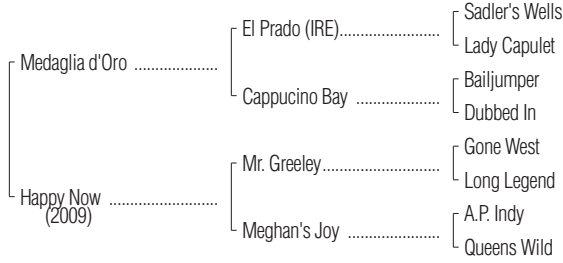 Sadler's Wells
El Prado (IRE)....................
Lady Capulet
Medaglia d'Oro ....................
Bailjumper
Cappucino Bay ....................
Dubbed In
Gone West
Mr. Greeley........................
Long Legend
Happy Now ........................
(2009)
A.P. Indy
Meghan's Joy ....................
Queens Wild